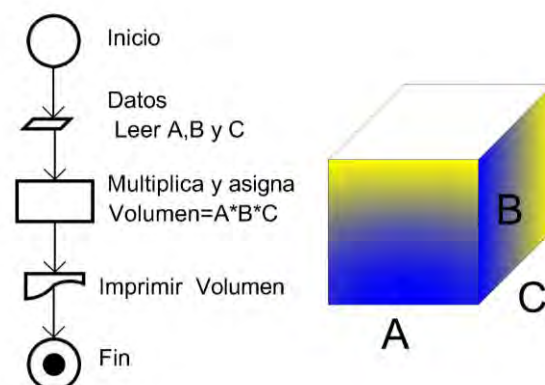 Inicio
Datos
Leer A,B y C
Multiplica y asigna
Volumen=A*B*C
Imprimir Volumen
Fin
B
C
A